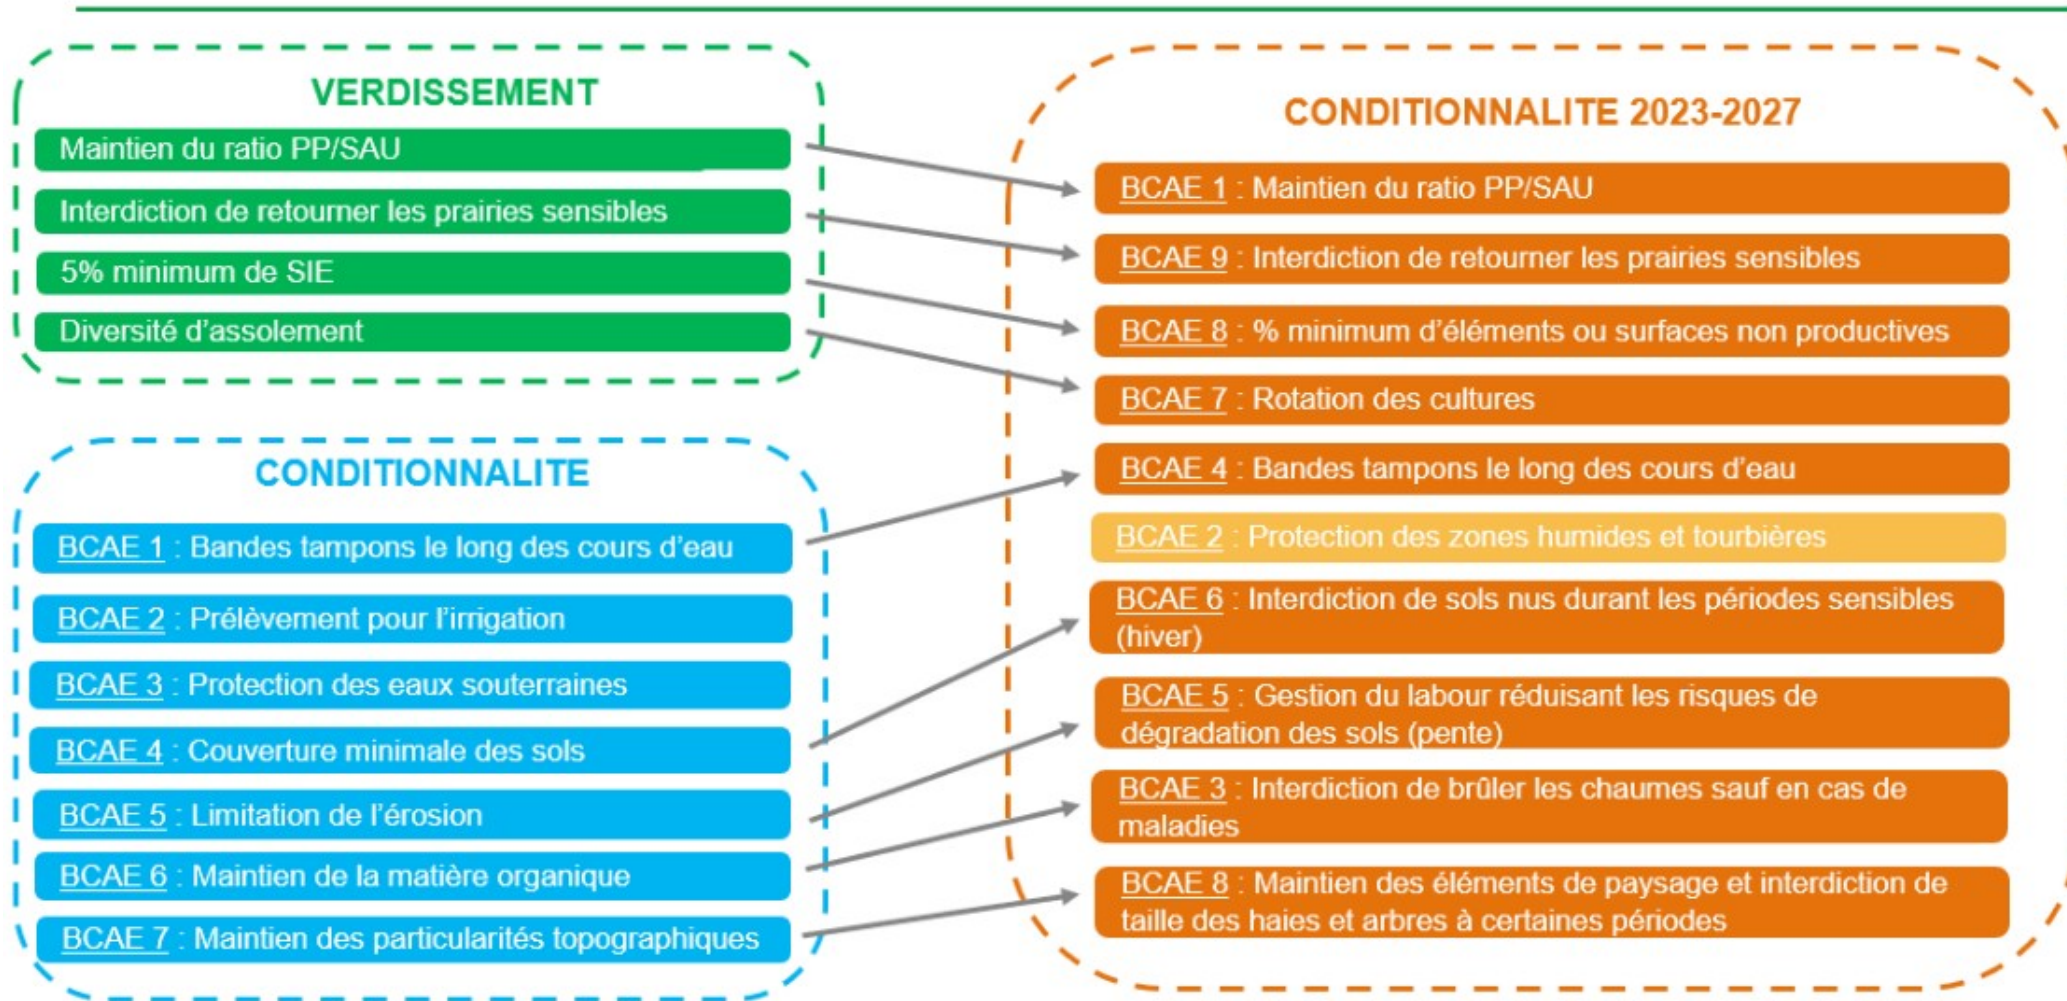 VERDISSEMENT
Maintien du ratio PP/SAU
Interdiction de retourner les prairies sensibles
5% minimum de SIE
Diversité d'assolement
CONDITIONNALITE
BCAE 1 : Bandes tampons le long des cours d'eau
BCAE 2 : Prélèvement pour l'irrigation
BCAE 3 : Protection des eaux souterraines
BCAE 4 : Couverture minimale des sols
BCAE 5 : Limitation de l'érosion
BCAE 6 : Maintien de la matière organique
BCAE 7 : Maintien des particularités topographiques
CONDITIONNALITE 2023-2027
BCAE 1 : Maintien du ratio PP/SAU
BCAE 9 : Interdiction de retourner les prairies sensibles
BCAE 8 : % minimum d'éléments ou surfaces non productives
BCAE 7 : Rotation des cultures
BCAE 4 : Bandes tampons le long des cours d'eau
BCAE 2 : Protection des zones humides et tourbières
BCAE 6 : Interdiction de sols nus durant les périodes sensibles
(hiver)
BCAE 5 : Gestion du labour réduisant les risques de
dégradation des sols (pente)
BCAE 3 : Interdiction de brûler les chaumes sauf en cas de
maladies
BCAE 8 : Maintien des éléments de paysage et interdiction de
taille des haies et arbres à certaines périodes